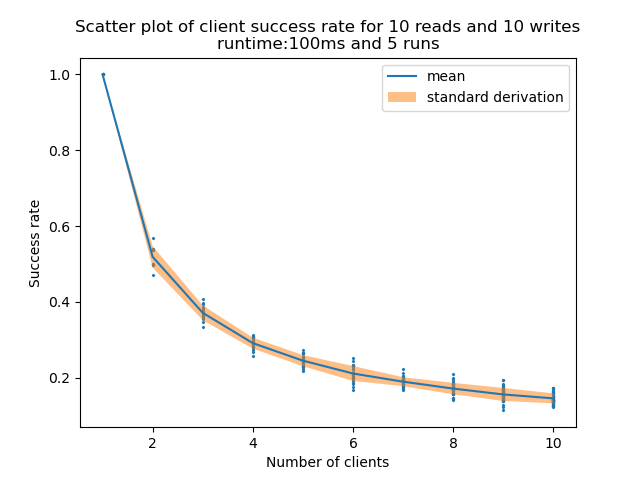 Scatter plot of client success rate for 10 reads and 10 writes
runtime:100ms and 5 runs
mean
standard derivation
1.0
0.8
0.6
0.4
0.2
Success rate
2
4
6
8
10
Number of clients